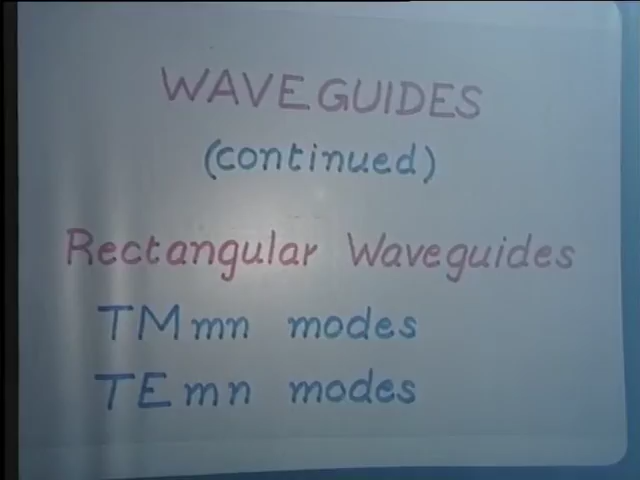 WAVEGUIDES
(continued)
Rectangular Waveguides
TMmn modes
TEmn modes